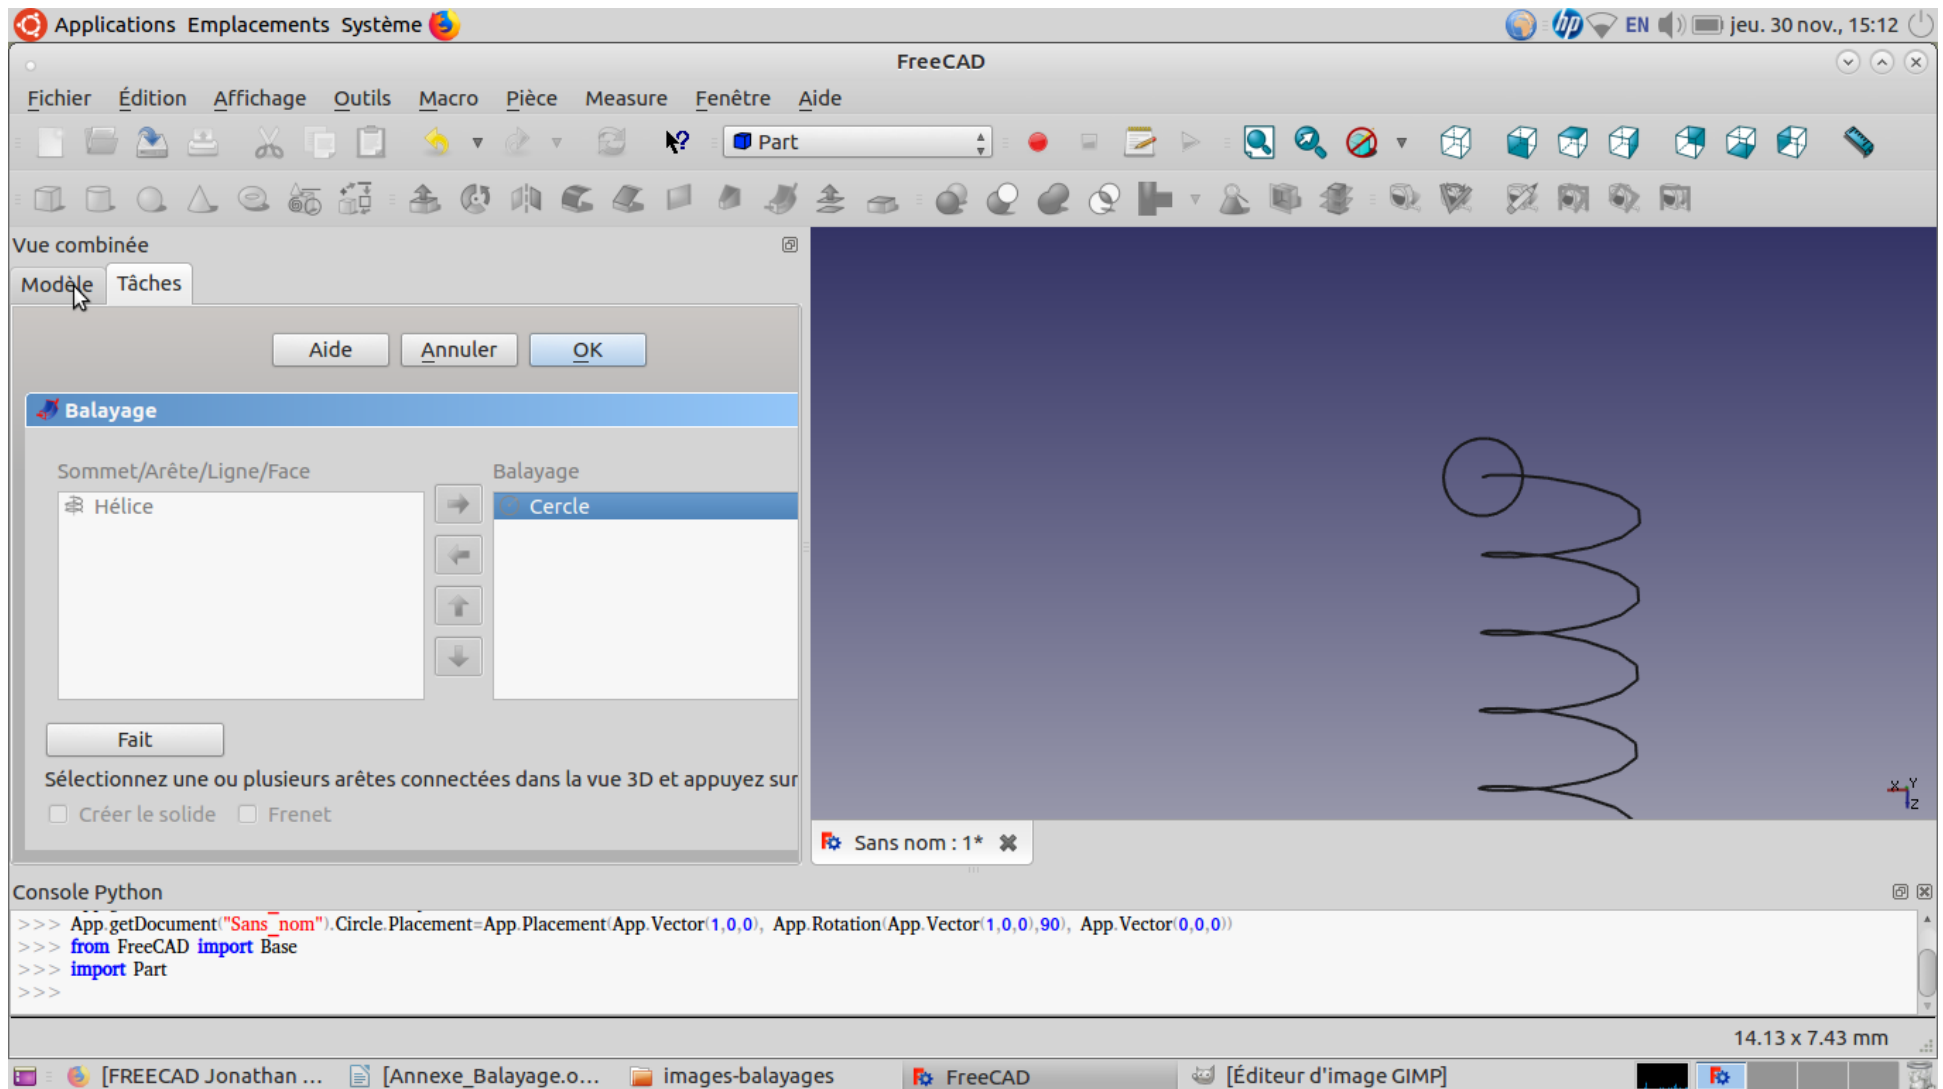 Applications Emplacements Système
hp EN jeu. 30 nov., 15:12
FreeCAD
Fichier Édition Affichage Outils Macro Pièce Measure Fenêtre Aide
Part
Vue combinée
Modèle Tâches
Aide Annuler OK
Balayage
Sommet/Arête/Ligne/Face Balayage
Hélice Cercle
Fait
Sélectionnez une ou plusieurs arêtes connectées dans la vue 3D et appuyez sur
Créer le solide Frenet
X Y
Z
Sans nom : 1*
Console Python
>>> App.getDocument("Sans_nom").Circle.Placement=App.Placement(App.Vector(1,0,0), App.Rotation(App.Vector(1,0,0),90), App.Vector(0,0,0))
>>> from FreeCAD import Base
>>> import Part
>>>
14.13 x 7.43 mm
[FREECAD Jonathan ... [Annexe_Balayage.o... images-balayages FreeCAD [Éditeur d'image GIMP]